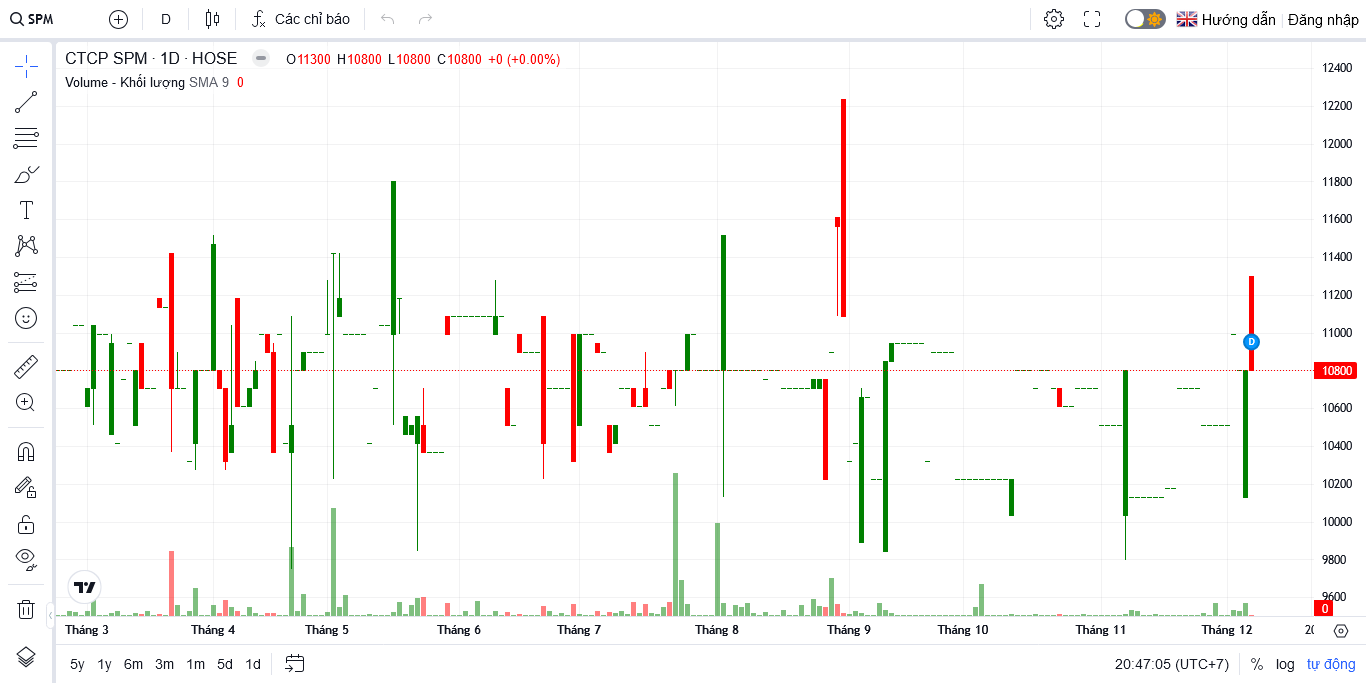 SPM D Các chỉ báo Hướng dẫn Đăng nhập
CTCP SPM · 1D · HOSE O11300 H10800 L10800 C10800 +0 (+0.00%)
Volume - Khối lượng SMA 9 0
12400
12200
12000
11800
11600
11400
11200
11000
D
10800
10600
10400
10200
10000
9800
9600
0
Tháng 3 Tháng 4 Tháng 5 Tháng 6 Tháng 7 Tháng 8 Tháng 9 Tháng 10 Tháng 11 Tháng 12
5y 1y 6m 3m 1m 5d 1d 20:47:05 (UTC+7) % log tự động